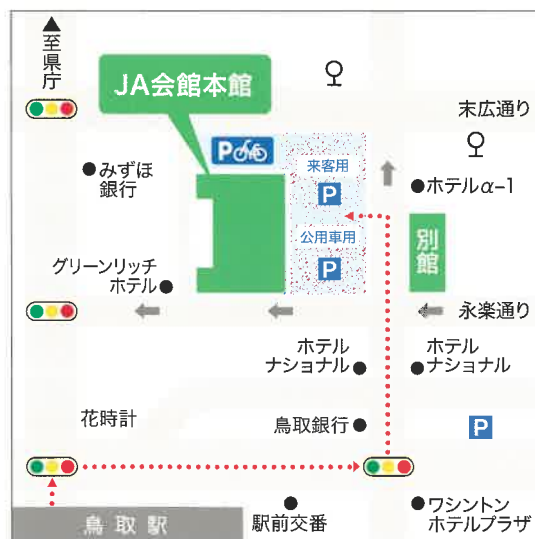 ▲至県庁
JA会館本館
末広通り
P
みずほ
銀行
来客用
P
ホテルα-1
公用車用
P
別館
グリーンリッチ
ホテル
永楽通り
ホテル
ナショナル
ホテル
ナショナル
花時計
鳥取銀行
P
鳥取駅
駅前交番
ワシントン
ホテルプラザ